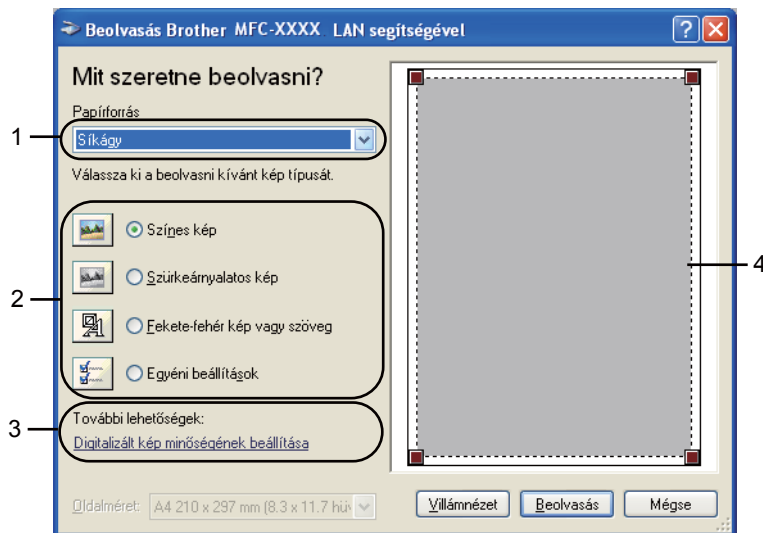 Beolvasás Brother MFC-XXXX LAN segítségével
Mit szeretne beolvasni?
Papírforrás
1
Síkágy
Válassza ki a beolvasni kívánt kép típusát.
Színes kép
4
Szürkeárnyalatos kép
2
Fekete-fehér kép vagy szöveg
Egyéni beállítások
További lehetőségek:
3
Digitalizált kép minőségének beállítása
Oldalméret: A4 210 x 297 mm (8.3 x 11.7 hüv
Villámnézet Beolvasás Mégse